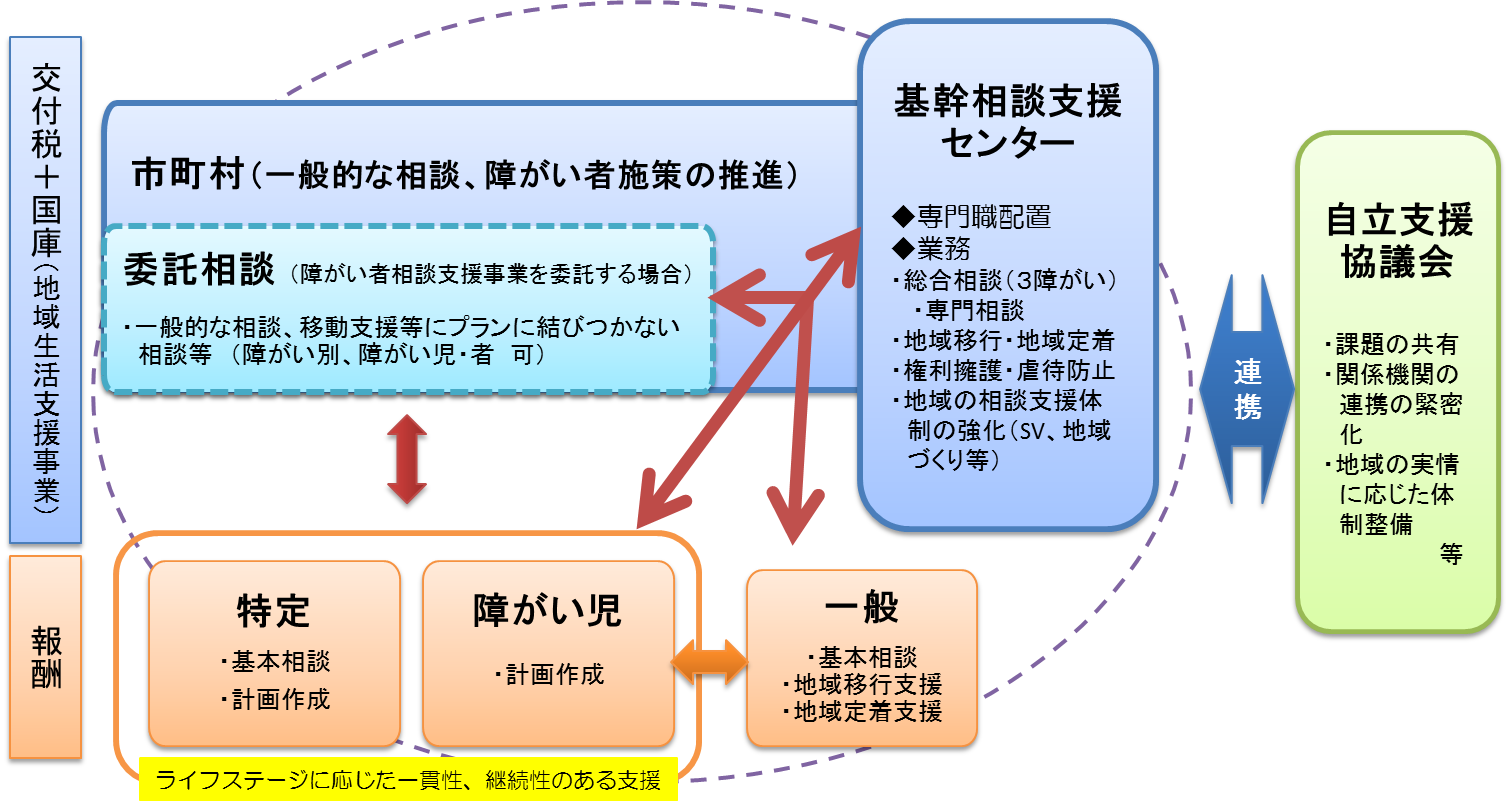 交付税＋国庫（地域生活支援事業）
報酬
市町村（一般的な相談、障がい者施策の推進）
委託相談（障がい者相談支援事業を委託する場合）
・一般的な相談、移動支援等にプランに結びつかない
相談等　（障がい別、障がい児・者　可）
基幹相談支援
センター
◆専門職配置
◆業務
・総合相談（３障がい）
・専門相談
・地域移行・地域定着
・権利擁護・虐待防止
・地域の相談支援体
制の強化（SV、地域
づくり等）
連携
自立支援
協議会
・課題の共有
・関係機関の
連携の緊密
化
・地域の実情
に応じた体
制整備
等
特定
・基本相談
・計画作成
障がい児
・計画作成
一般
・基本相談
・地域移行支援
・地域定着支援
ライフステージに応じた一貫性、継続性のある支援